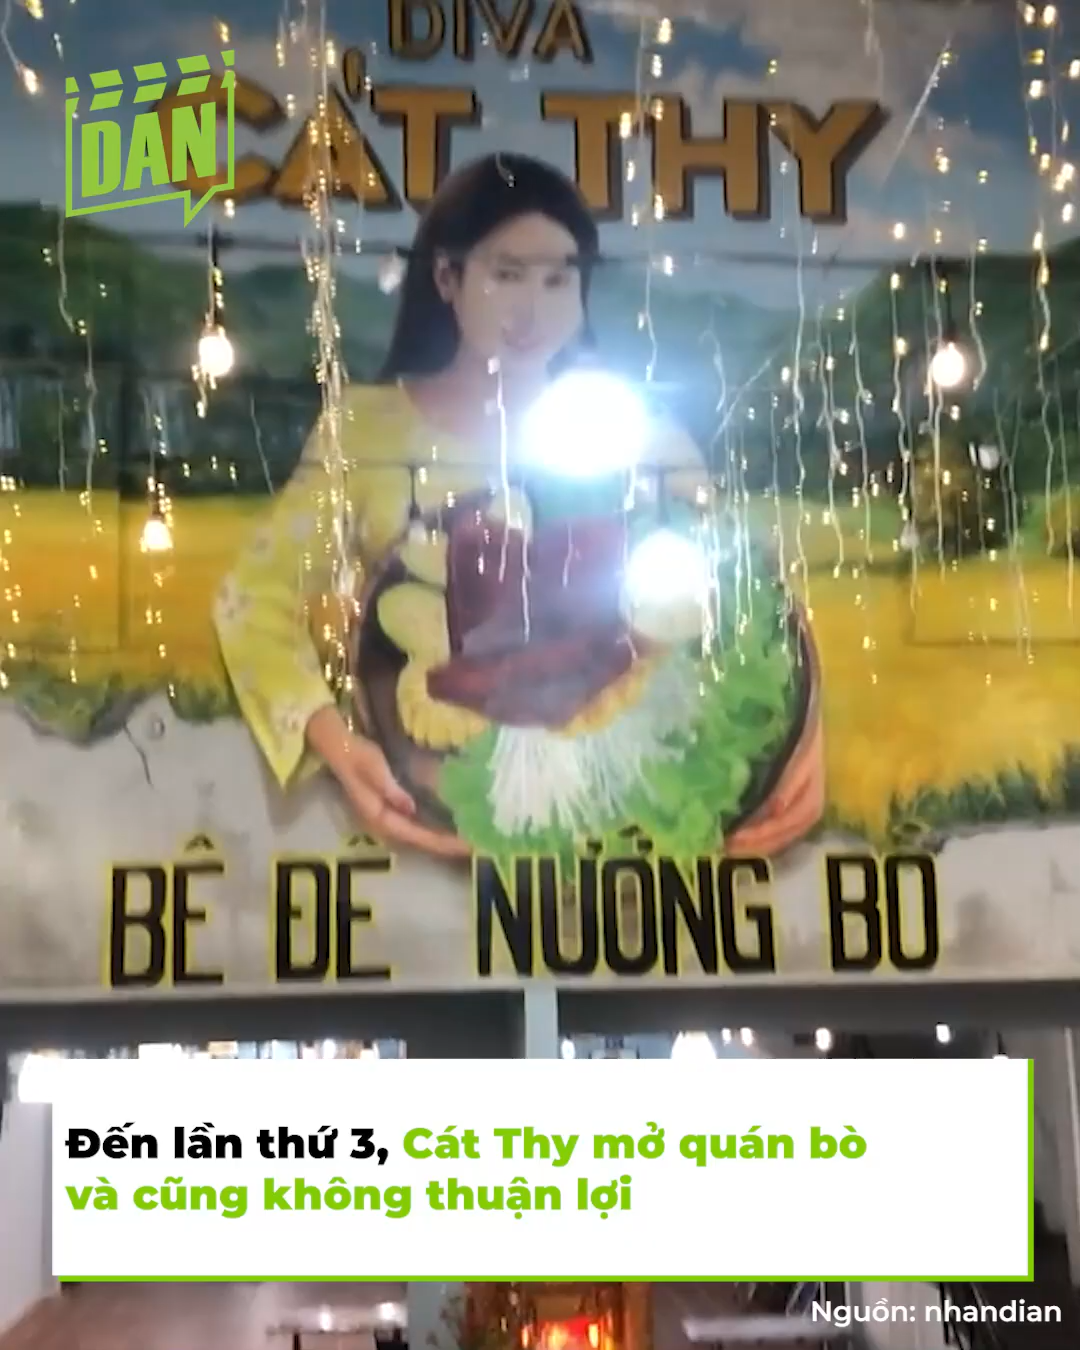 DIVA
CÁT THY
DAN
BÊ ĐÊ NƯỚNG BÒ
Đến lần thứ 3, Cát Thy mở quán bò
và cũng không thuận lợi
Nguồn: nhandian